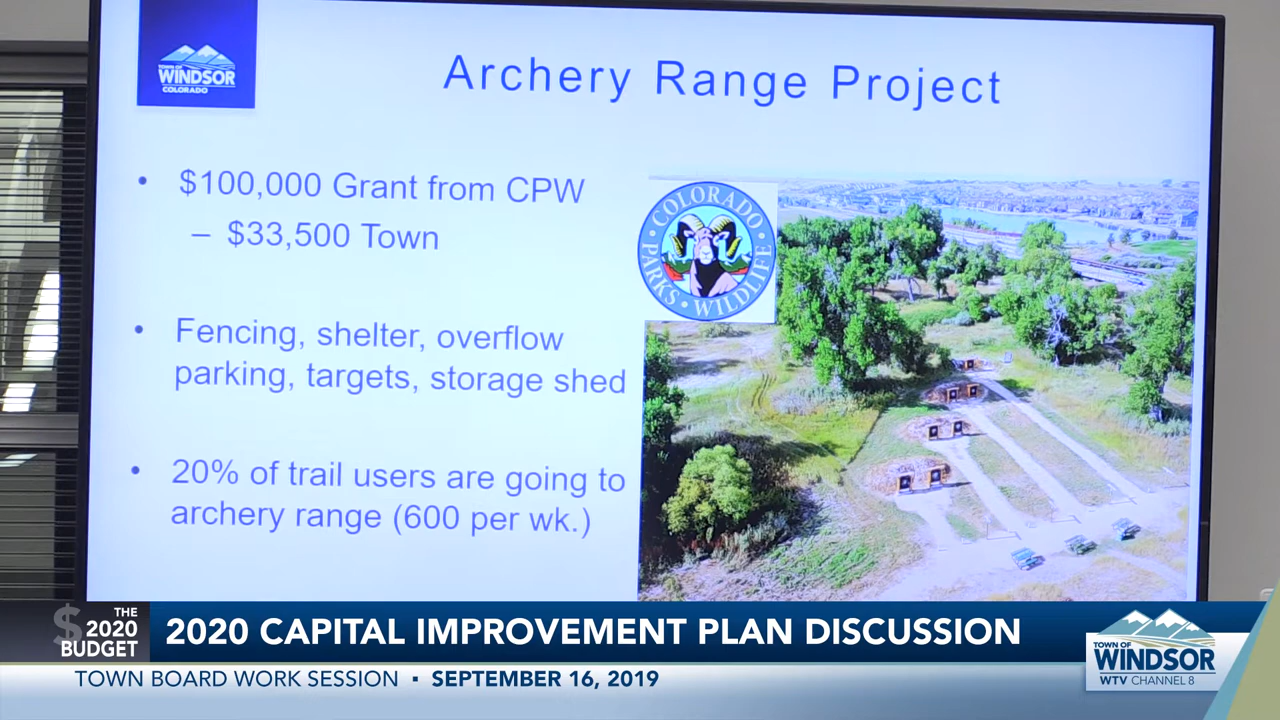 TOWN OF
WINDSOR
COLORADO
Archery Range Project
• $100,000 Grant from CPW
– $33,500 Town
• Fencing, shelter, overflow
parking, targets, storage shed
• 20% of trail users are going to
archery range (600 per wk.)
COLORADO
PARKS • WILDLIFE
$ THE
2020
BUDGET
2020 CAPITAL IMPROVEMENT PLAN DISCUSSION
TOWN BOARD WORK SESSION • SEPTEMBER 16, 2019
TOWN OF
WINDSOR
WTV CHANNEL 8